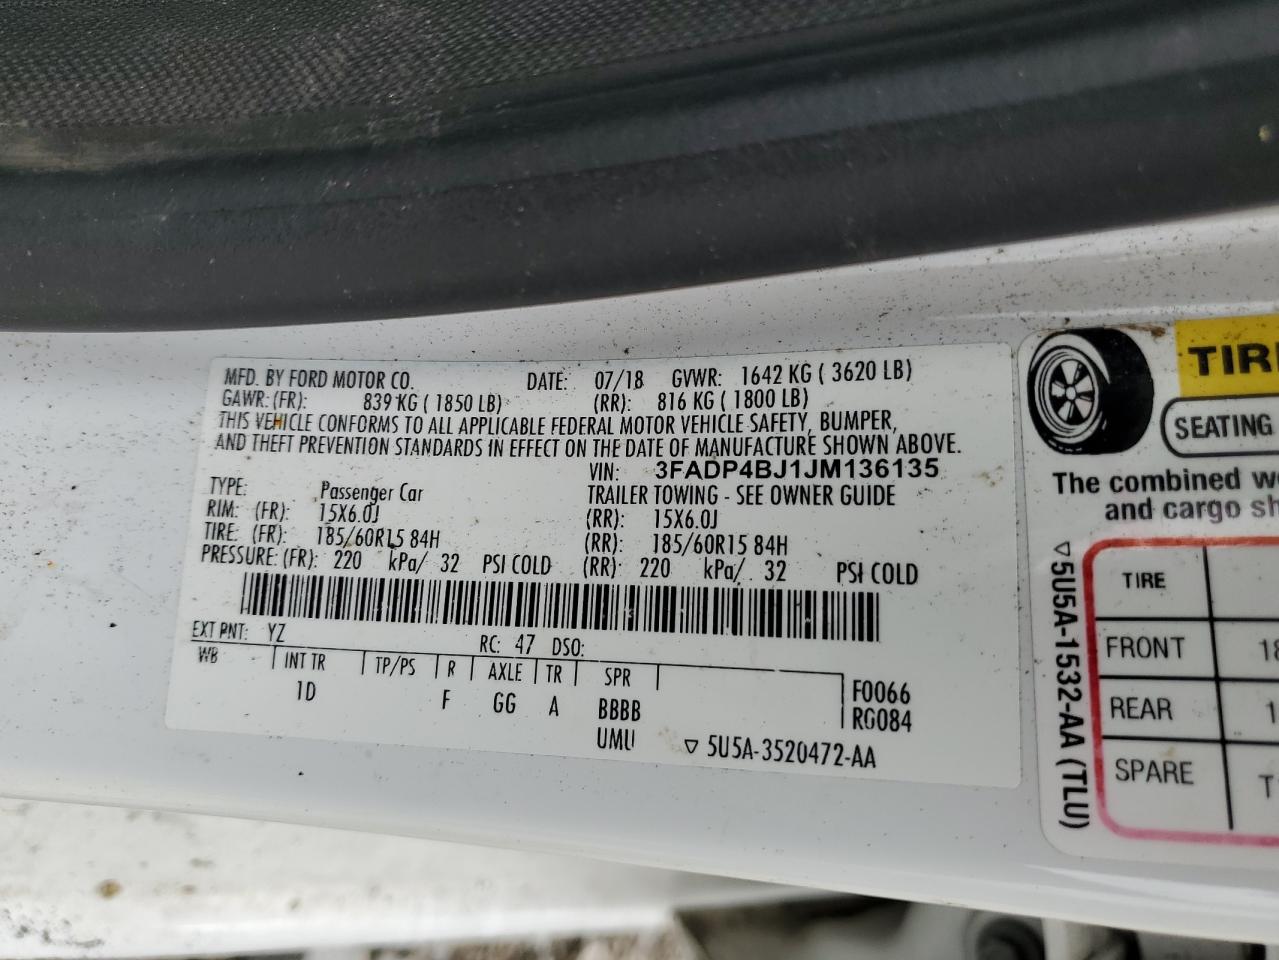 MFD. BY FORD MOTOR CO. DATE: 07/18 GVWR: 1642 KG ( 3620 LB)
GAWR: (FR): 839 KG ( 1850 LB) (RR): 816 KG ( 1800 LB)
THIS VEHICLE CONFORMS TO ALL APPLICABLE FEDERAL MOTOR VEHICLE SAFETY, BUMPER,
AND THEFT PREVENTION STANDARDS IN EFFECT ON THE DATE OF MANUFACTURE SHOWN ABOVE.
VIN: 3FADP4BJ1JM136135
TYPE: Passenger Car TRAILER TOWING - SEE OWNER GUIDE
RIM: (FR): 15X6.0J (RR): 15X6.0J
TIRE: (FR): 185/60R15 84H (RR): 185/60R15 84H
PRESSURE: (FR): 220 kPa/ 32 PSI COLD (RR): 220 kPa/ 32 PSI COLD
EXT PNT: YZ RC: 47 DSO:
WB INT TR TP/PS R AXLE TR SPR F0066
1D F GG A BBBB RG084
UMU ▽ 5U5A-3520472-AA
TIRE
SEATING
The combined
and cargo
▽5U5A-1532-AA (TLU)
TIRE
FRONT 18
REAR 1
SPARE T